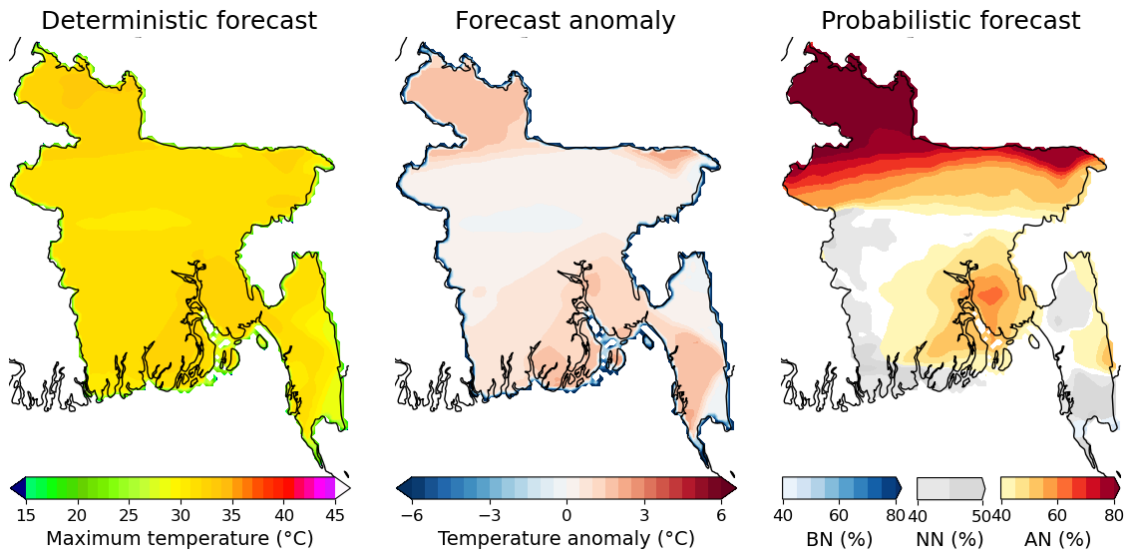 Deterministic forecast
Forecast anomaly
Probabilistic forecast
15 20 25 30 35 40 45
Maximum temperature (°C)
−6 −3 0 3 6
Temperature anomaly (°C)
40 60 80
BN (%)
40 50
NN (%)
40 60 80
AN (%)